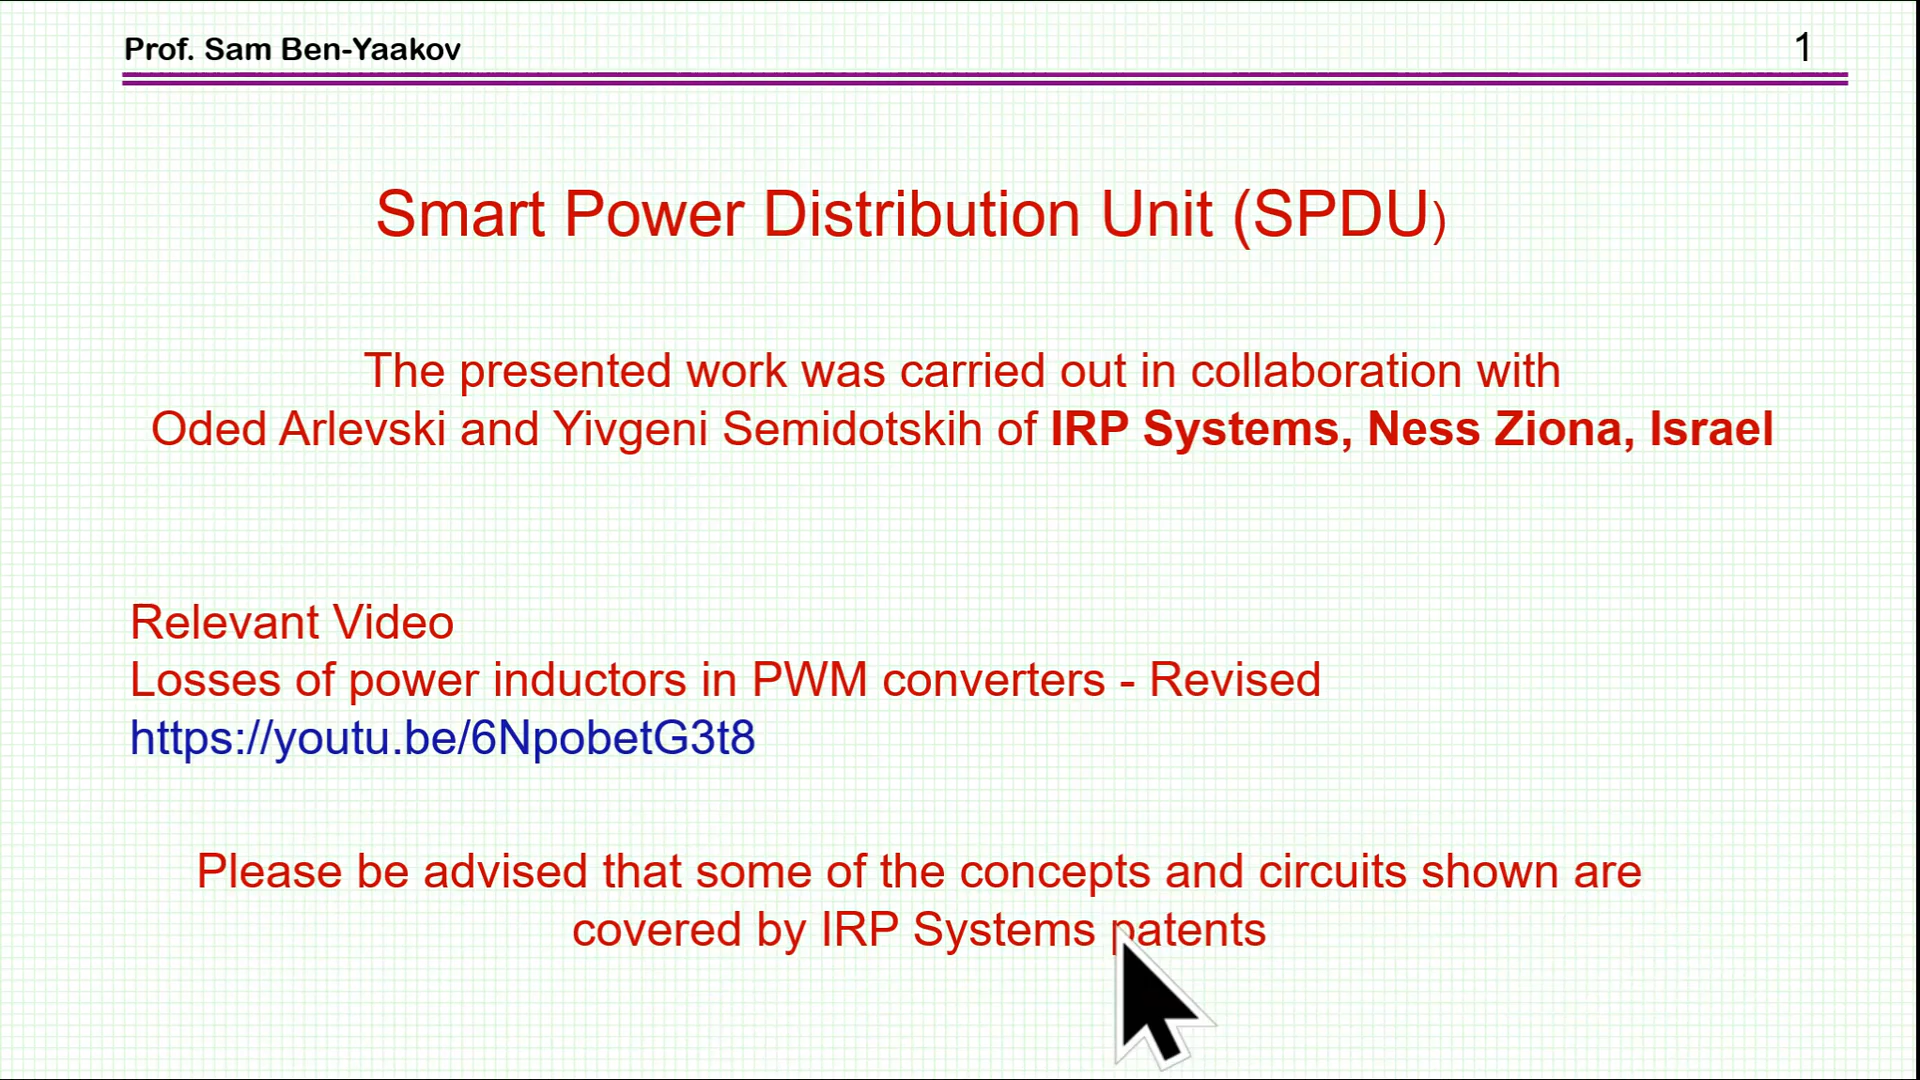 Prof. Sam Ben-Yaakov
1
Smart Power Distribution Unit (SPDU)
The presented work was carried out in collaboration with
Oded Arlevski and Yivgeni Semidotskih of IRP Systems, Ness Ziona, Israel
Relevant Video
Losses of power inductors in PWM converters - Revised
https://youtu.be/6NpobetG3t8
Please be advised that some of the concepts and circuits shown are
covered by IRP Systems patents